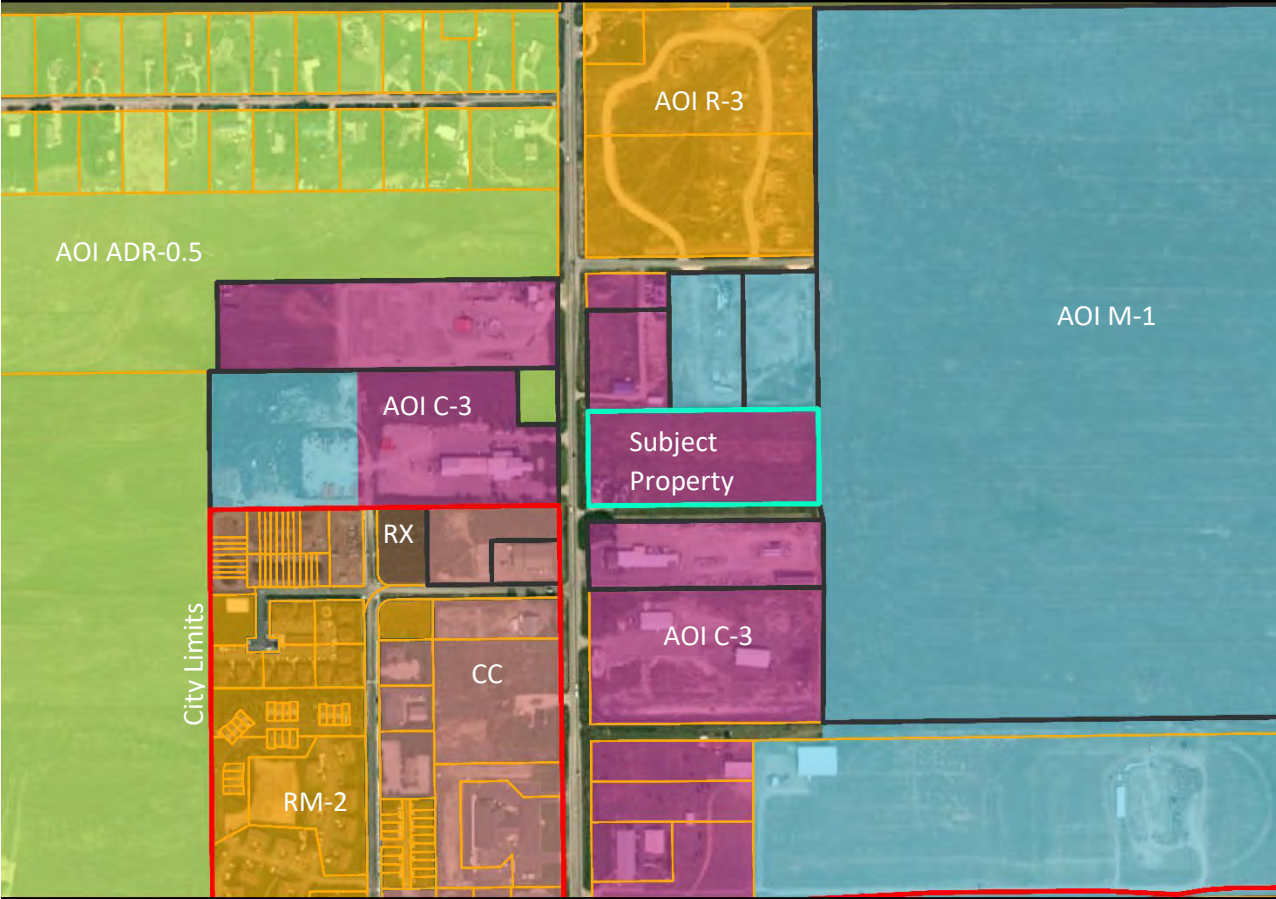 AOI R-3
AOI ADR-0.5
AOI M-1
AOI C-3
Subject
Property
RX
City Limits
AOI C-3
CC
RM-2